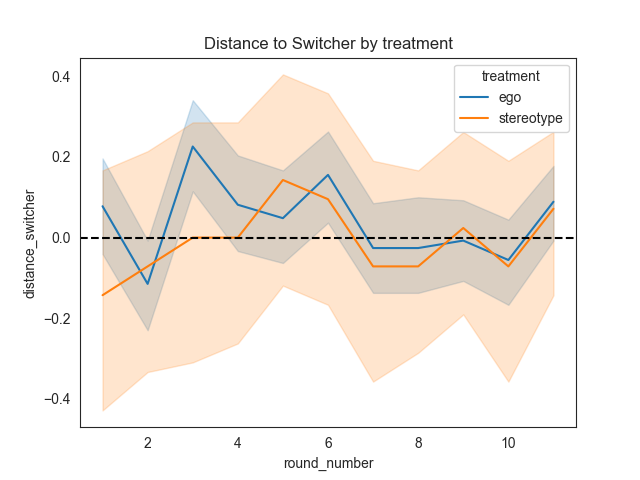 Distance to Switcher by treatment
treatment
ego
stereotype
distance_switcher
0.4
0.2
0.0
−0.2
−0.4
2
4
6
8
10
round_number